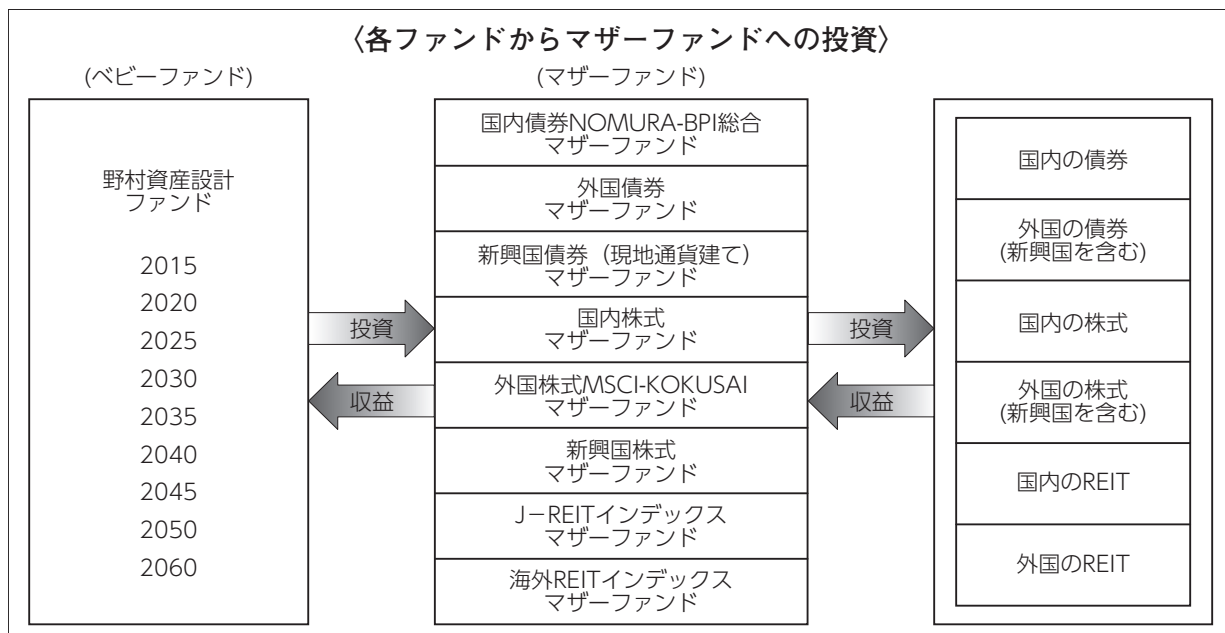 〈各ファンドからマザーファンドへの投資〉
(ベビーファンド)
(マザーファンド)
野村資産設計
ファンド
2015
2020
2025
2030
2035
2040
2045
2050
2060
投資
収益
国内債券NOMURA-BPI総合
マザーファンド
外国債券
マザーファンド
新興国債券（現地通貨建て）
マザーファンド
国内株式
マザーファンド
外国株式MSCI-KOKUSAI
マザーファンド
新興国株式
マザーファンド
J－REITインデックス
マザーファンド
海外REITインデックス
マザーファンド
投資
収益
国内の債券
外国の債券
(新興国を含む)
国内の株式
外国の株式
(新興国を含む)
国内のREIT
外国のREIT